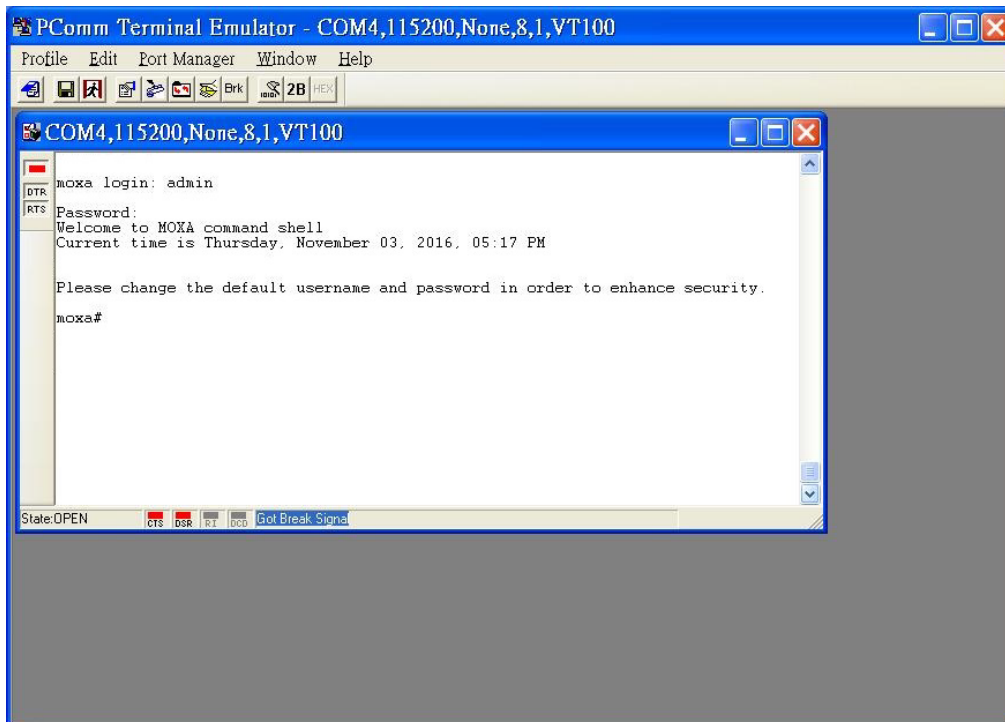 PComm Terminal Emulator - COM4,115200,None,8,1,VT100
Profile Edit Port Manager Window Help
Brk 2B HEX
COM4,115200,None,8,1,VT100
DTR
RTS
moxa login: admin
Password:
Welcome to MOXA command shell
Current time is Thursday, November 03, 2016, 05:17 PM
Please change the default username and password in order to enhance security.
moxa#
State:OPEN CTS DSR RI DCD Got Break Signal